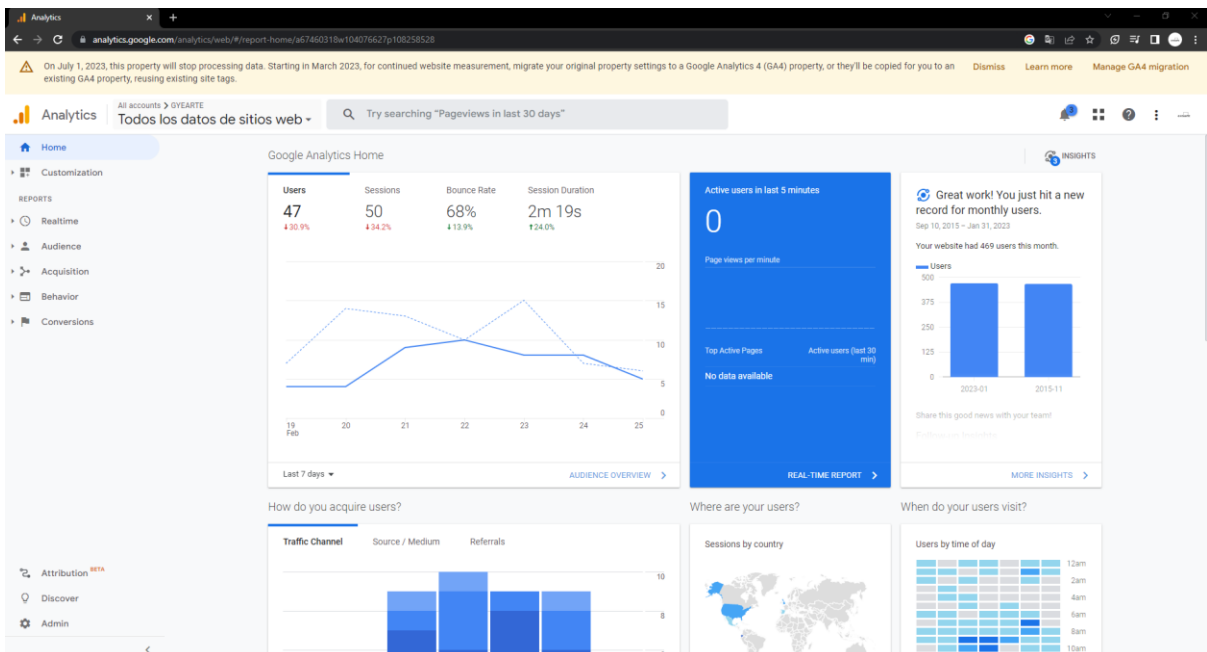 Analytics
analytics.google.com/analytics/web/#/report-home/a67460318w104076627p108258528
On July 1, 2023, this property will stop processing data. Starting in March 2023, for continued website measurement, migrate your original property settings to a Google Analytics 4 (GA4) property, or they'll be copied for you to an
existing GA4 property, reusing existing site tags.
Dismiss
Learn more
Manage GA4 migration
Analytics
All accounts > GYEARTE
Todos los datos de sitios web
Try searching "Pageviews in last 30 days"
3
Home
Customization
REPORTS
Realtime
Audience
Acquisition
Behavior
Conversions
Attribution BETA
Discover
Admin
Google Analytics Home
3
INSIGHTS
Users
47
30.9%
Sessions
50
34.2%
Bounce Rate
68%
13.9%
Session Duration
2m 19s
24.0%
20
15
10
5
0
19
Feb
20
21
22
23
24
25
Last 7 days
AUDIENCE OVERVIEW
Active users in last 5 minutes
0
Page views per minute
Top Active Pages
Active users (last 30
min)
No data available
REAL-TIME REPORT
Great work! You just hit a new
record for monthly users.
Sep 10, 2015 – Jan 31, 2023
Your website had 469 users this month.
Users
500
375
250
125
0
2023-01
2015-11
Share this good news with your team!
MORE INSIGHTS
How do you acquire users?
Traffic Channel
Source / Medium
Referrals
10
8
Where are your users?
Sessions by country
When do your users visit?
Users by time of day
12am
2am
4am
6am
8am
10am